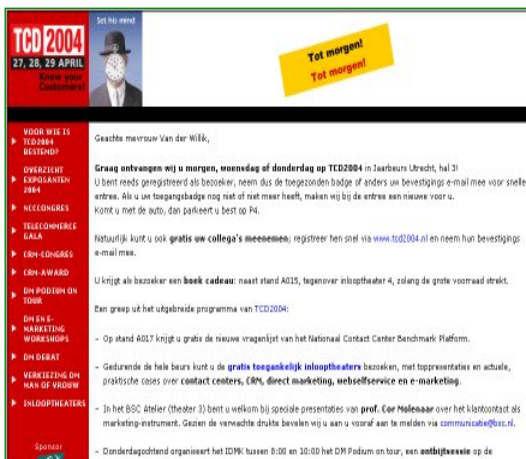 Set his mind
TCD 2004
27, 28, 29 APRIL
Know your
Customers!
Tot morgen!
Tot morgen!
VOOR WIE IS
TCD2004
BESTEMD?
OVERZICHT
EXPOSANTEN
2004
NCCCONGRES
TELECOMMERCE
GALA
CRM-CONGRES
CRM-AWARD
DM PODIUM ON
TOUR
DM EN E-
MARKETING
WORKSHOPS
DM DEBAT
VERKIEZING DM
MAN OF VROUW
INLOOPTHEATERS
Sponsor
Geachte mevrouw Van der Willik,
Graag ontvangen wij u morgen, woensdag of donderdag op TCD2004 in Jaarbeurs Utrecht, hal 3!
U bent reeds geregistreerd als bezoeker, neem dus de toegezonden badge of anders uw bevestigings e-mail mee voor snelle
entree. Als u uw toegangsbadge nog niet of niet meer heeft, maken wij bij de entree een nieuwe voor u.
Komt u met de auto, dan parkeert u best op P4.
Natuurlijk kunt u ook gratis uw collega's meenemen; registreer hen snel via www.tcd2004.nl en neem hun bevestigings
e-mail mee.
U krijgt als bezoeker een boek cadeau: naast stand A015, tegenover inlooptheater 4, zolang de grote voorraad strekt.
Een greep uit het uitgebreide programma van TCD2004:
- Op stand A017 krijgt u gratis de nieuwe vragenlijst van het Nationaal Contact Center Benchmark Platform.
- Gedurende de hele beurs kunt u de gratis toegankelijk inlooptheaters bezoeken, met toppresentaties en actuele,
praktische cases over contact centers, CRM, direct marketing, webselfservice en e-marketing.
- In het BSC Atelier (theater 3) bent u welkom bij speciale presentaties van prof. Cor Molenaar over het klantcontact als
marketing-instrument. Gezien de verwachte drukte bevelen wij u aan u vooraf aan te melden via communicatie@bsc.nl.
- Donderdagochtend organiseert het IDMK tussen 8:00 en 10:00 het DM Podium on tour, een ontbijtsessie op de